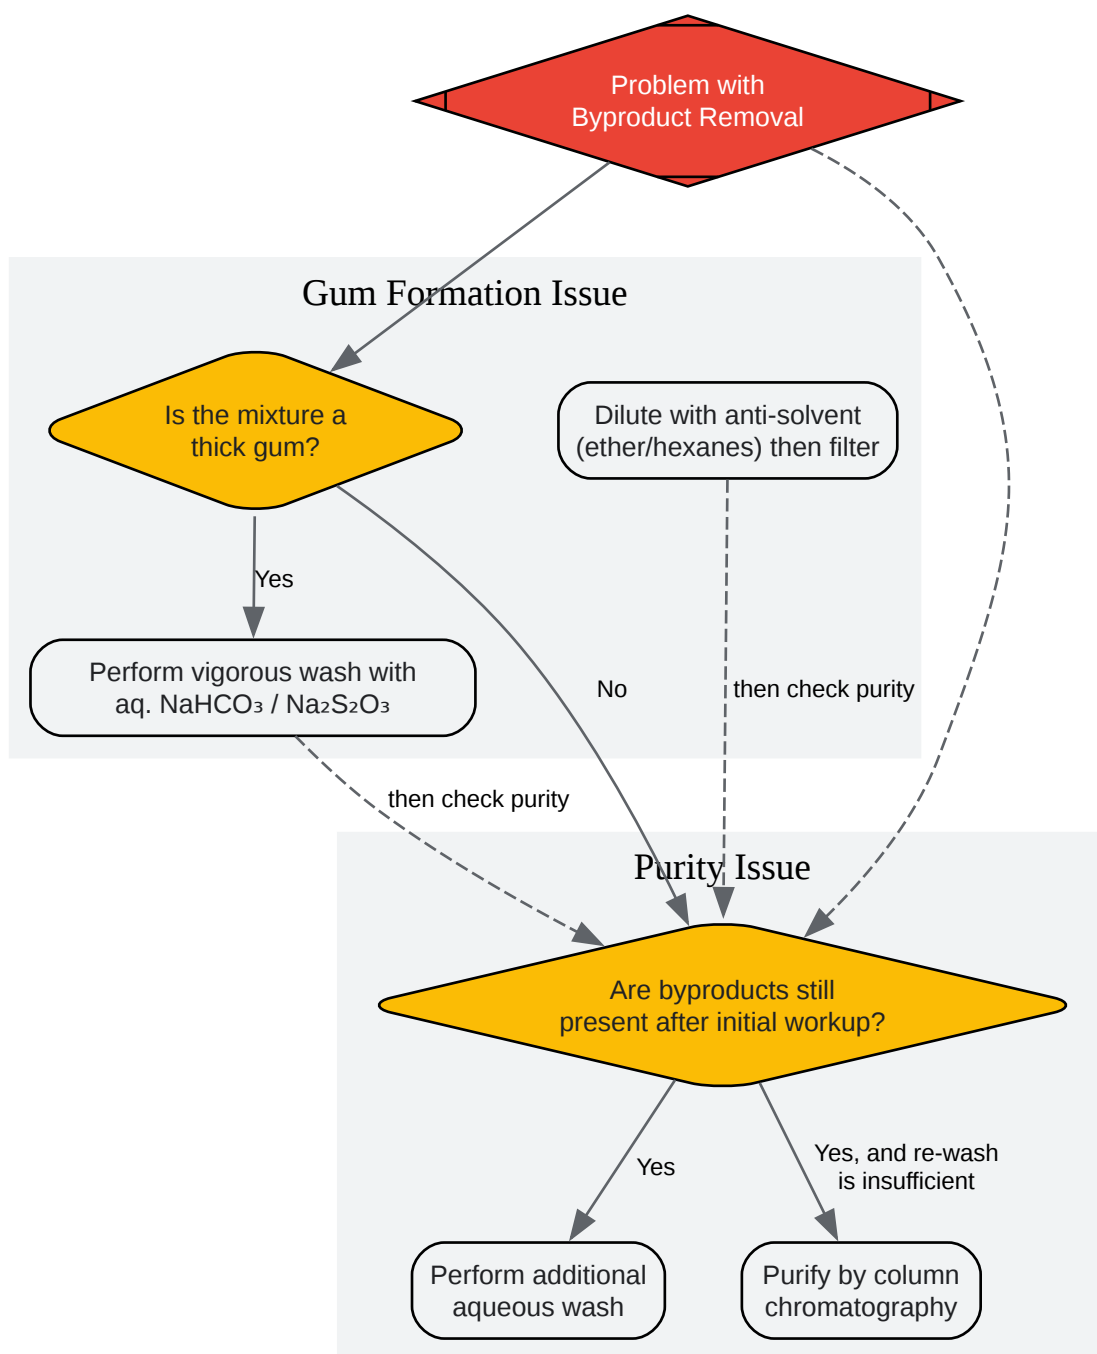 Problem with
Byproduct Removal
Gum Formation Issue
Is the mixture a
thick gum?
Dilute with anti-solvent
(ether/hexanes) then filter
Yes
Perform vigorous wash with
aq. NaHCO₃ / Na₂S₂O₃
No
then check purity
then check purity
Purity Issue
Are byproducts still
present after initial workup?
Yes
Yes, and re-wash
is insufficient
Perform additional
aqueous wash
Purify by column
chromatography